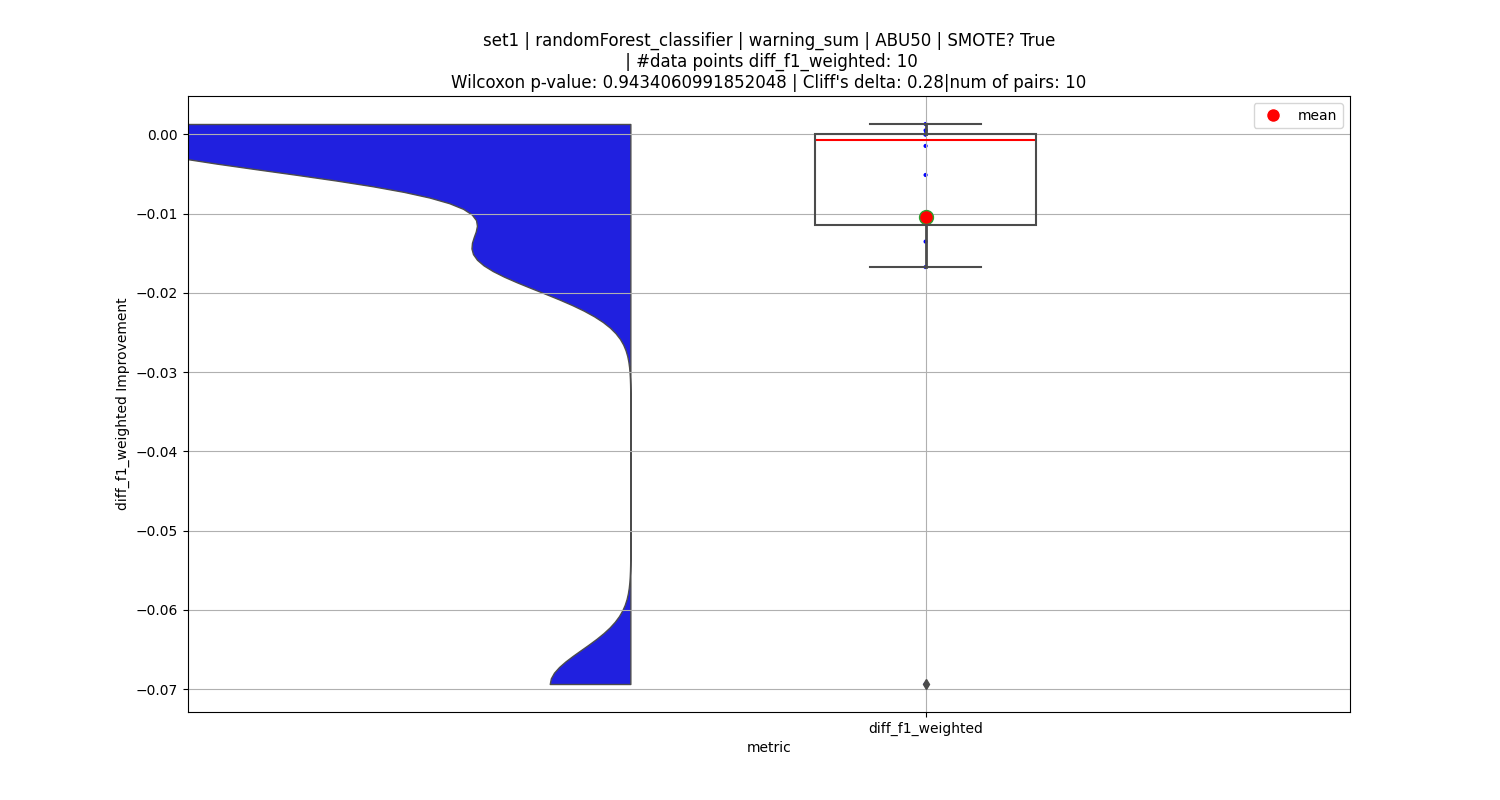 set1 | randomForest_classifier | warning_sum | ABU50 | SMOTE? True
| #data points diff_f1_weighted: 10
Wilcoxon p-value: 0.9434060991852048 | Cliff's delta: 0.28|num of pairs: 10
mean
0.00
−0.01
−0.02
−0.03
−0.04
−0.05
−0.06
−0.07
diff_f1_weighted Improvement
diff_f1_weighted
metric